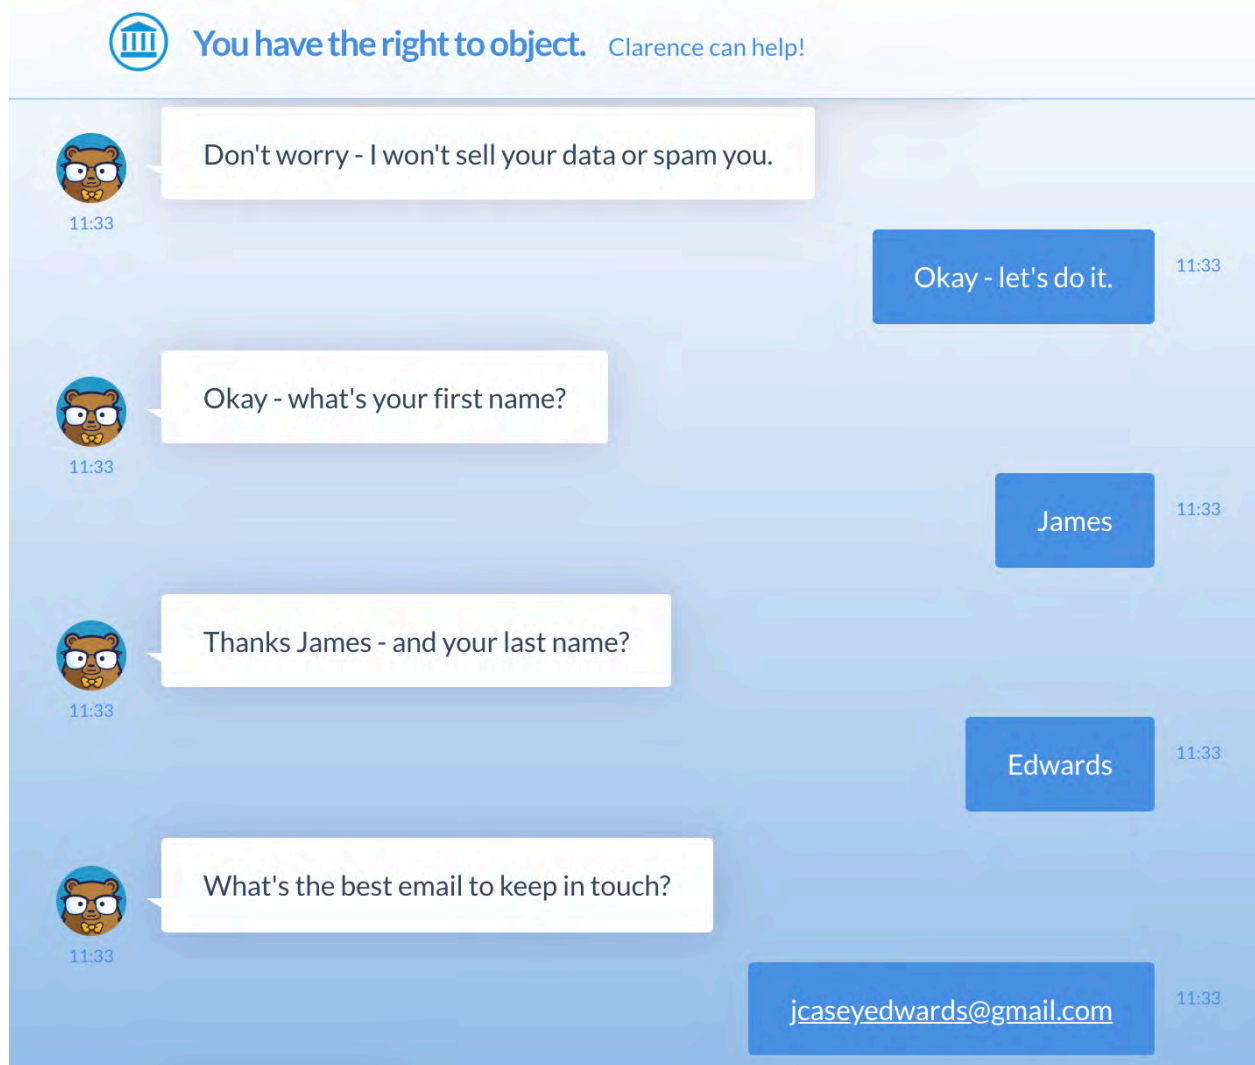 You have the right to object. Clarence can help!
Don't worry - I won't sell your data or spam you.
11:33
Okay - let's do it.
11:33
Okay - what's your first name?
11:33
James
11:33
Thanks James - and your last name?
11:33
Edwards
11:33
What's the best email to keep in touch?
11:33
jcaseyedwards@gmail.com
11:33